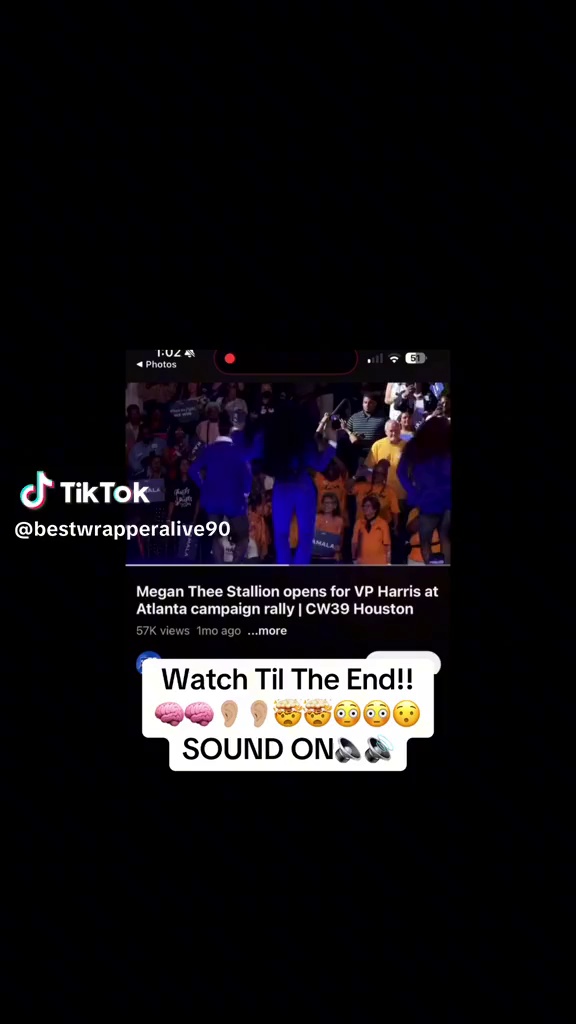 1:02
◀ Photos
51
TikTok
@bestwrapperalive90
Megan Thee Stallion opens for VP Harris at
Atlanta campaign rally | CW39 Houston
57K views 1mo ago ...more
Watch Til The End!!
🧠🧠👂🏼👂🏼🤯🤯😳😳😯
SOUND ON🔈🔊